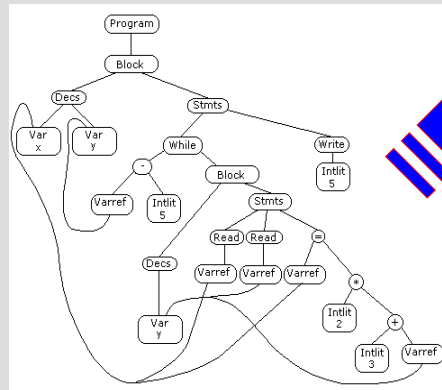 Program
Block
Decs
Stmts
Var
x
Var
y
While
Write
-
Block
Intlit
5
Varref
Intlit
5
Stmts
Read
Read
=
Decs
Varref
Varref
Varref
*
Intlit
2
Var
y
+
Intlit
3
Varref